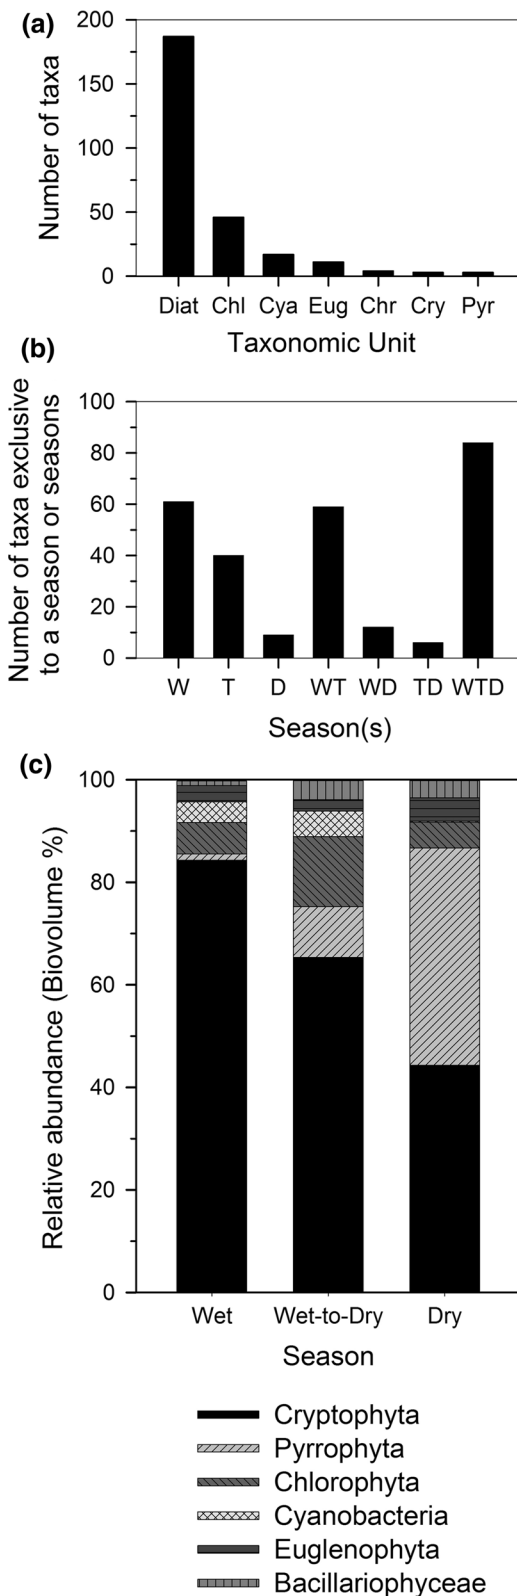 (a)
Number of taxa
200
150
100
50
0
Diat Chl Cya Eug Chr Cry Pyr
Taxonomic Unit
(b)
Number of taxa exclusive
to a season or seasons
100
80
60
40
20
0
W T D WT WD TD WTD
Season(s)
(c)
Relative abundance (Biovolume %)
100
80
60
40
20
0
Wet Wet-to-Dry Dry
Season
Cryptophyta
Pyrrophyta
Chlorophyta
Cyanobacteria
Euglenophyta
Bacillariophyceae